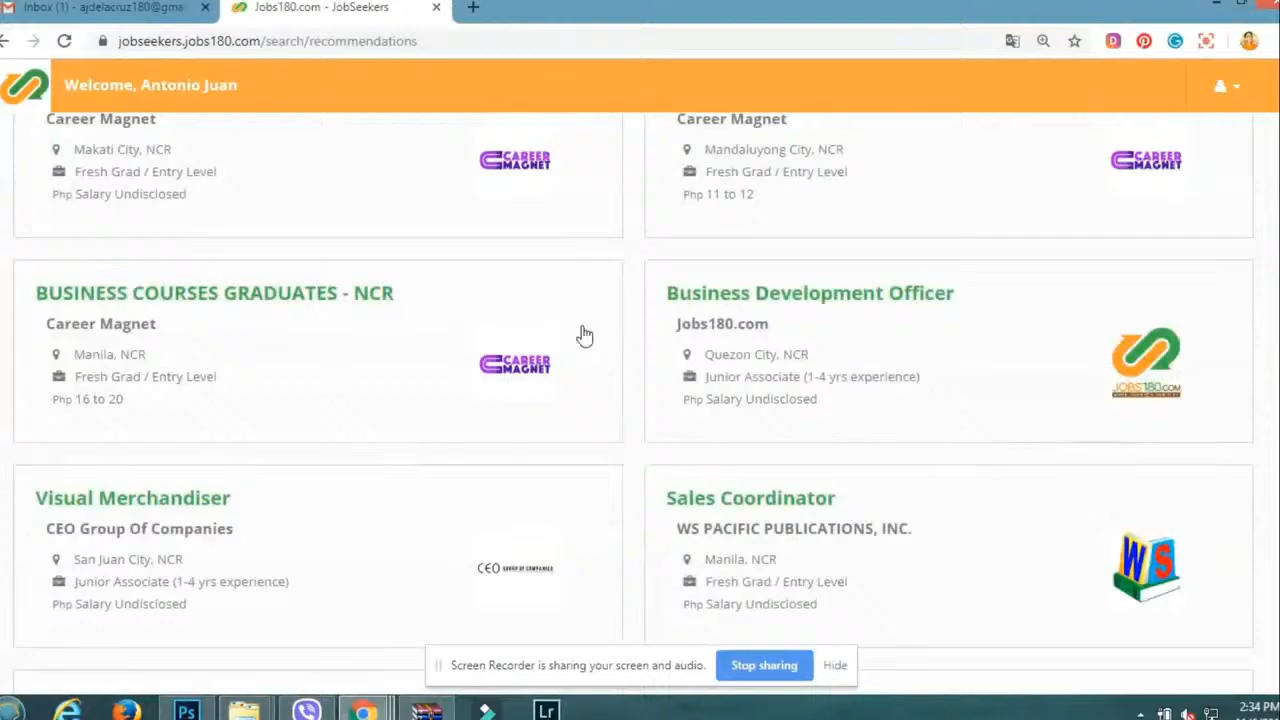 Inbox (1) - ajdelacruz180@gma
Jobs180.com - JobSeekers
jobseekers.jobs180.com/search/recommendations
Welcome, Antonio Juan
Career Magnet
Makati City, NCR
Fresh Grad / Entry Level
Php Salary Undisclosed
CAREER
MAGNET
Career Magnet
Mandaluyong City, NCR
Fresh Grad / Entry Level
Php 11 to 12
CAREER
MAGNET
BUSINESS COURSES GRADUATES - NCR
Career Magnet
Manila, NCR
Fresh Grad / Entry Level
Php 16 to 20
CAREER
MAGNET
Business Development Officer
Jobs180.com
Quezon City, NCR
Junior Associate (1-4 yrs experience)
Php Salary Undisclosed
JOBS180.COM
Visual Merchandiser
CEO Group Of Companies
San Juan City, NCR
Junior Associate (1-4 yrs experience)
Php Salary Undisclosed
CEO GROUP OF COMPANIES
Sales Coordinator
WS PACIFIC PUBLICATIONS, INC.
Manila, NCR
Fresh Grad / Entry Level
Php Salary Undisclosed
WS
Screen Recorder is sharing your screen and audio.
Stop sharing
Hide
Ps
Lr
2:34 PM